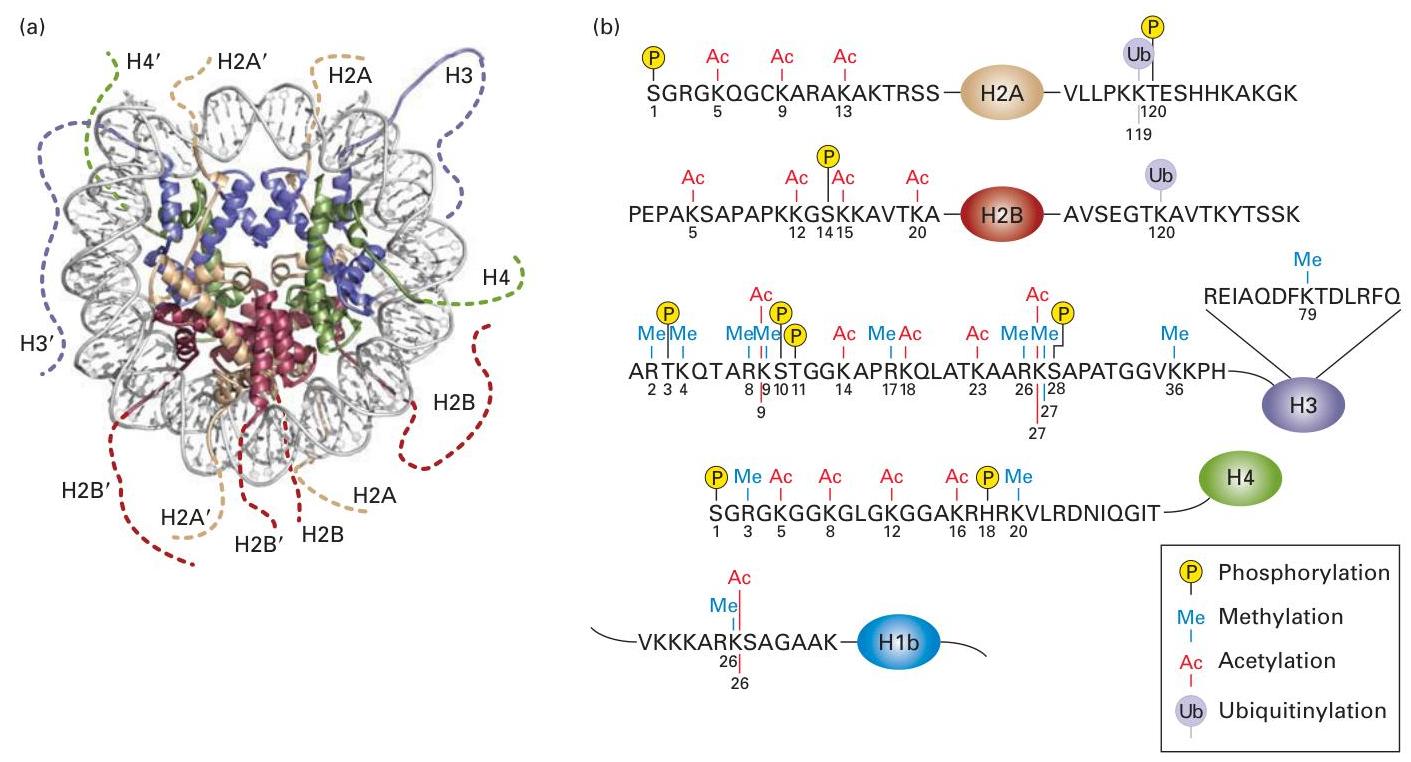 (a)
H4′
H2A′
H2A
H3
H3′
H4
H2B
H2B′
H2A′
H2B′
H2B
H2A
(b)
P
Ub
P Ac Ac Ac
SGRGKQGCKARAKAKTRSS H2A VLLPKKTESHHKAKGK
1 5 9 13 120
119
P
Ac Ac Ac Ac Ub
PEPAKSAPAPKKGSKKAVTKA H2B AVSEGTKAVTKYTSSK
5 12 14 15 20 120
Me
REIAQDFKTDLRFQ
79
Ac Ac
P P P
Me Me Me Me P Ac Me Ac Ac Me Me Me
ARTKQTARKSTGGKAPRKQLATKAARKSAPATGGVKKPH H3
2 3 4 8 9 10 11 14 17 18 23 26 28 36
9 27
27
P Me Ac Ac Ac Ac P Me H4
SGRGKGGKGLGKGGAKRHRKVLRDNIQGIT
1 3 5 8 12 16 18 20
Ac
Me
VKKKARKSAGAAK H1b
26
26
P Phosphorylation
Me Methylation
Ac Acetylation
Ub Ubiquitinylation